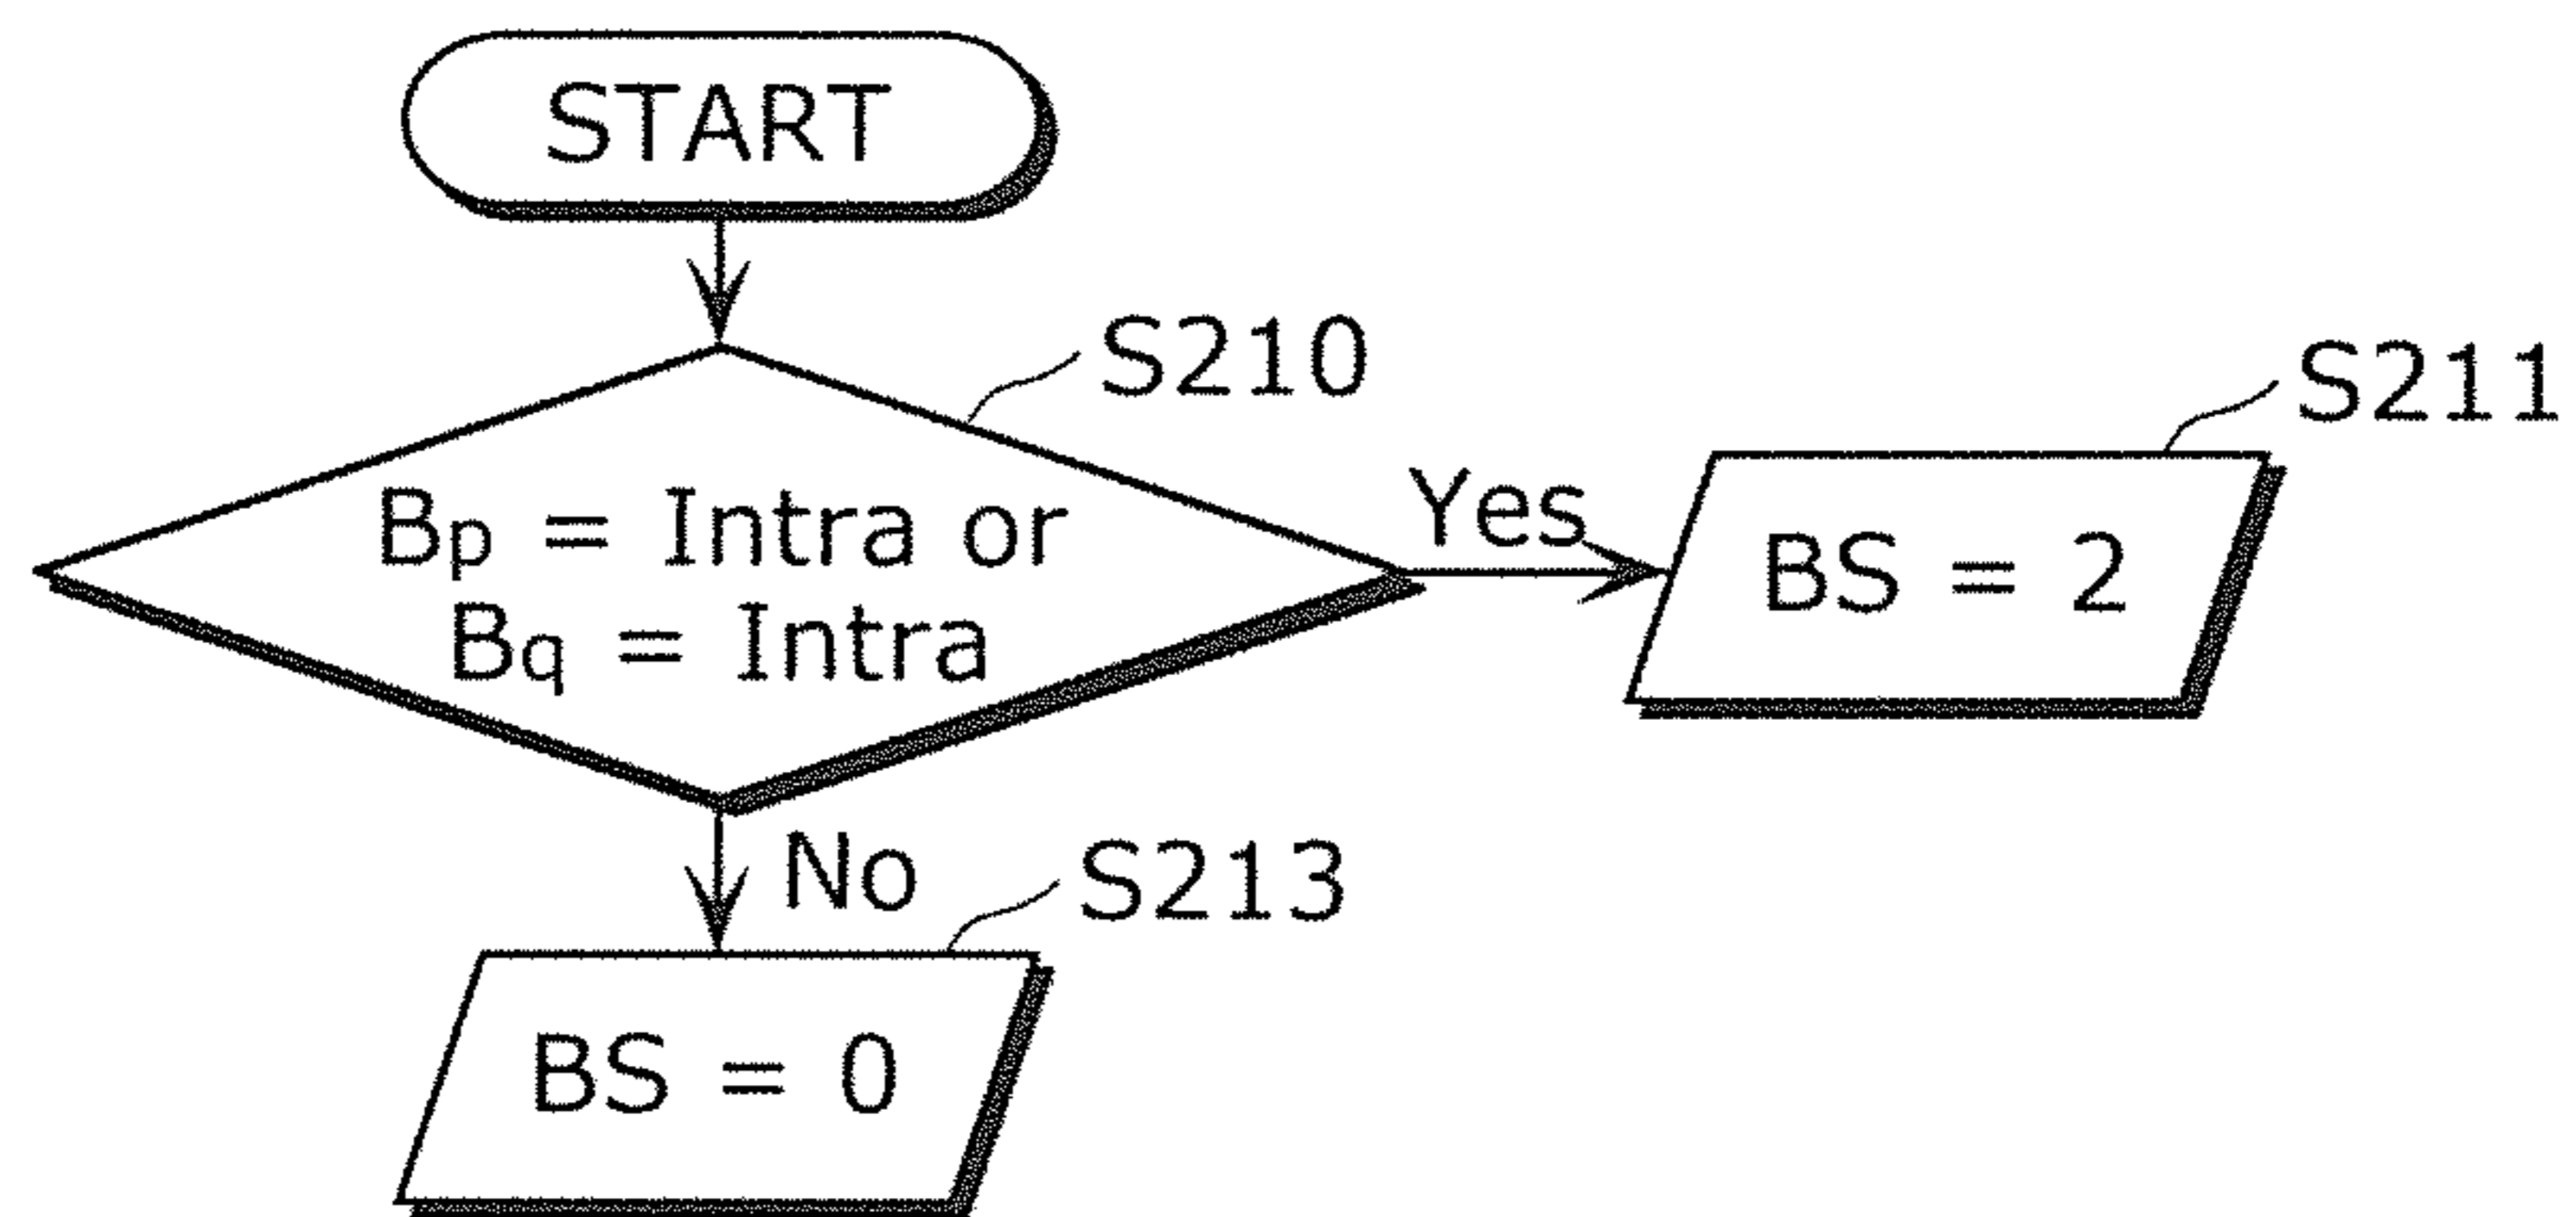 START
S210
S211
Bp = Intra or
Bq = Intra
Yes
BS = 2
No
S213
BS = 0